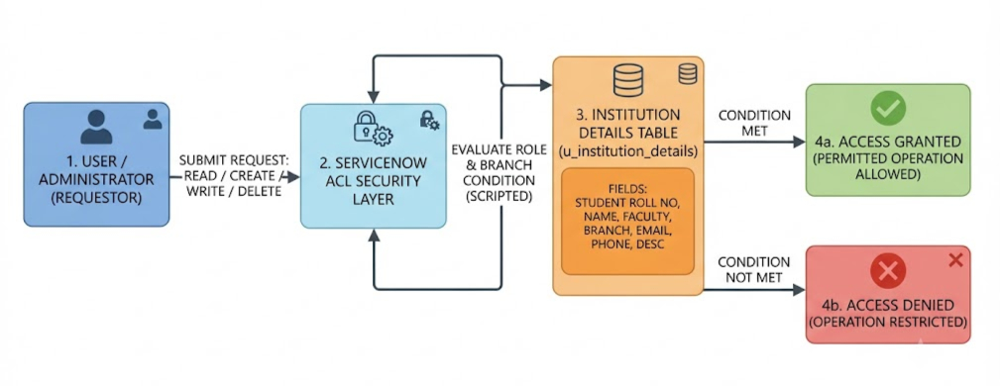 1. USER /
ADMINISTRATOR
(REQUESTOR)
SUBMIT REQUEST:
READ / CREATE /
WRITE / DELETE
2. SERVICENOW
ACL SECURITY
LAYER
EVALUATE ROLE
& BRANCH
CONDITION
(SCRIPTED)
3. INSTITUTION
DETAILS TABLE
(u_institution_details)
FIELDS:
STUDENT ROLL NO,
NAME, FACULTY,
BRANCH, EMAIL,
PHONE, DESC
CONDITION
MET
4a. ACCESS GRANTED
(PERMITTED OPERATION
ALLOWED)
CONDITION
NOT MET
4b. ACCESS DENIED
(OPERATION RESTRICTED)